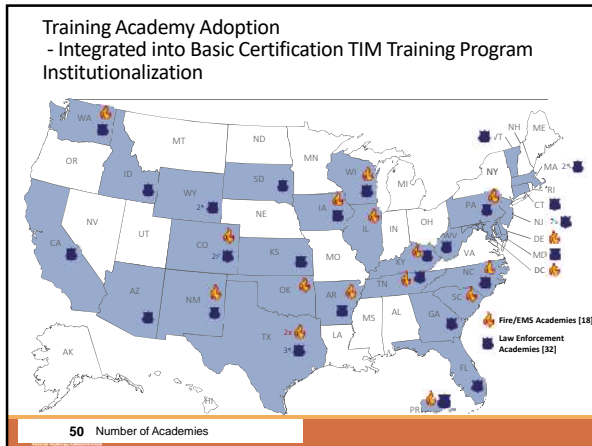 Training Academy Adoption
- Integrated into Basic Certification TIM Training Program
Institutionalization
WA
MT
ND
MN
VT
NH
ME
OR
ID
WY
SD
WI
MI
NY
MA
RI
CT
NJ
DE
MD
DC
NV
UT
CO
NE
IA
IL
IN
OH
PA
WV
VA
CA
KS
MO
KY
AZ
NM
OK
AR
TN
NC
SC
TX
2x
LA
MS
AL
GA
FL
AK
HI
PR
Fire/EMS Academies [18]
Law Enforcement
Academies [32]
50 Number of Academies